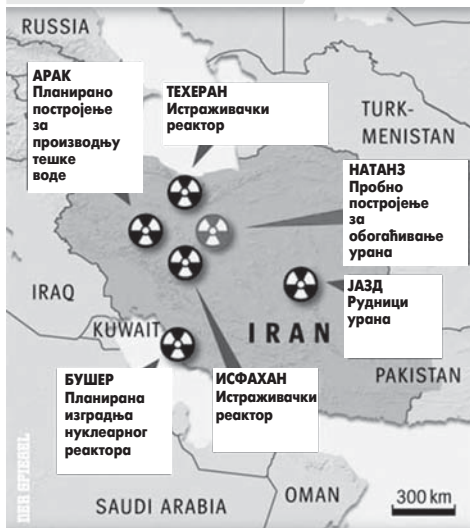 RUSSIA
АРАК
Планирано
постројење
за
производњу
тешке
воде
ТЕХЕРАН
Истраживачки
реактор
TURK-
MENISTAN
НАТАНЗ
Пробно
постројење
за
обогаћивање
урана
IRAQ
KUWAIT
IRAN
ЈАЗД
Рудници
урана
PAKISTAN
БУШЕР
Планирана
изградња
нуклеарног
реактора
ИСФАХАН
Истраживачки
реактор
DER SPIEGEL
SAUDI ARABIA
OMAN
300 km